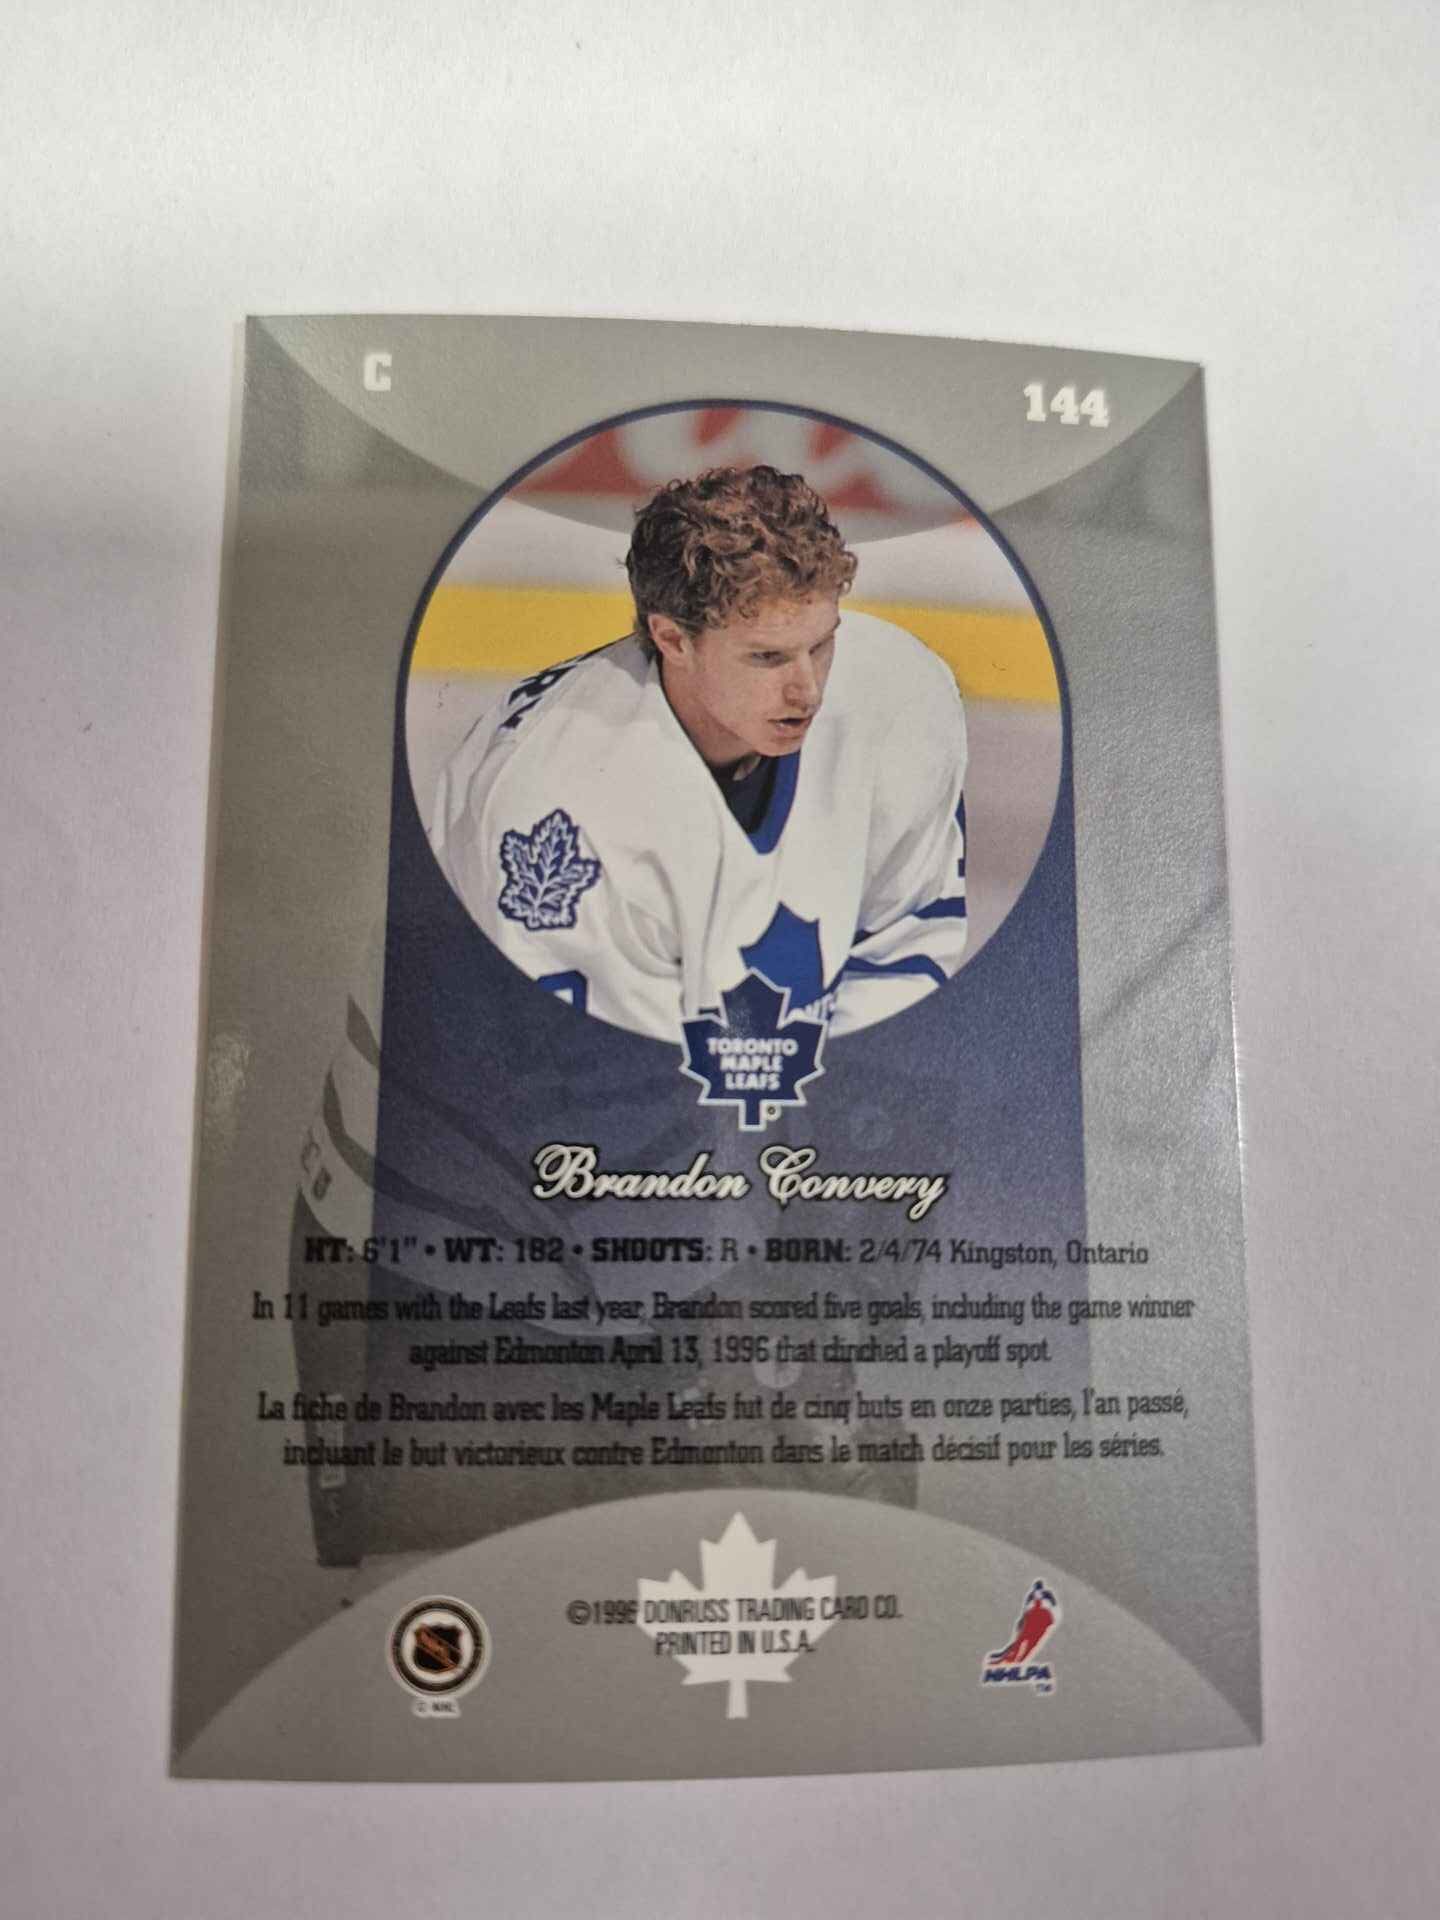 C
144
TORONTO
MAPLE
LEAFS
Brandon Convery
HT: 6'1" • WT: 182 • SHOOTS: R • BORN: 2/4/74 Kingston, Ontario
In 11 games with the Leafs last year, Brandon scored five goals, including the game winner
against Edmonton April 13, 1996 that clinched a playoff spot.
La fiche de Brandon avec les Maple Leafs fut de cinq buts en onze parties, l'an passé,
incluant le but victorieux contre Edmonton dans le match décisif pour les séries.
©1996 DONRUSS TRADING CARD CO.
PRINTED IN U.S.A.
© NHL
NHLPA
TM